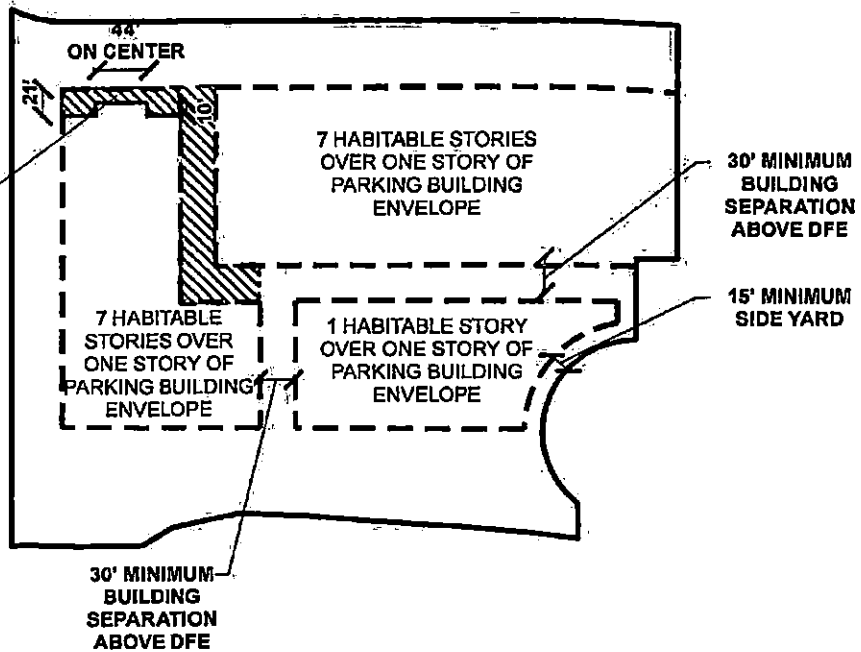 44'
ON CENTER
21'
10'
7 HABITABLE STORIES
OVER ONE STORY OF
PARKING BUILDING
ENVELOPE
30' MINIMUM
BUILDING
SEPARATION
ABOVE DFE
15' MINIMUM
SIDE YARD
7 HABITABLE
STORIES OVER
ONE STORY OF
PARKING BUILDING
ENVELOPE
1 HABITABLE STORY
OVER ONE STORY OF
PARKING BUILDING
ENVELOPE
30' MINIMUM
BUILDING
SEPARATION
ABOVE DFE